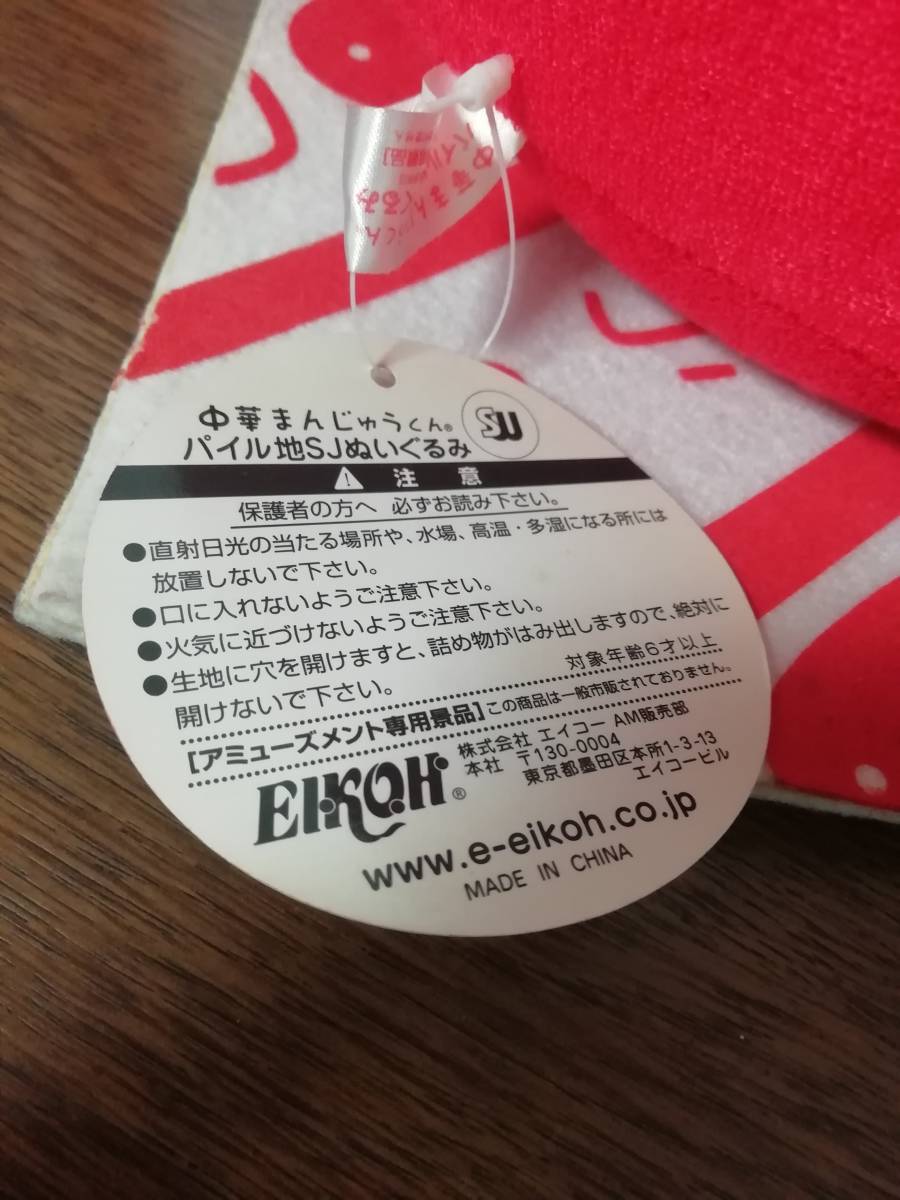 中華まんじゅうくん®
SJ
パイル地SJぬいぐるみ
注 意
保護者の方へ 必ずお読み下さい。
●直射日光の当たる場所や、水場、高温・多湿になる所には
放置しないで下さい。
●口に入れないようご注意下さい。
●火気に近づけないようご注意下さい。
●生地に穴を開けますと、詰め物がはみ出しますので、絶対に
開けないで下さい。
対象年齢6才以上
[アミューズメント専用景品]この商品は一般市販されておりません。
EIKOH®
株式会社 エイコー AM販売部
本社 〒130-0004
東京都墨田区本所1-3-13
エイコービル
www.e-eikoh.co.jp
MADE IN CHINA